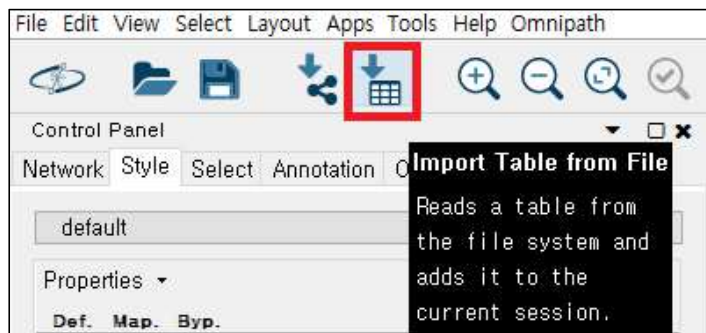 File Edit View Select Layout Apps Tools Help Omnipath
Control Panel
Network Style Select Annotation O
Import Table from File
Reads a table from
the file system and
adds it to the
current session.
default
Properties
Def. Map. Byp.